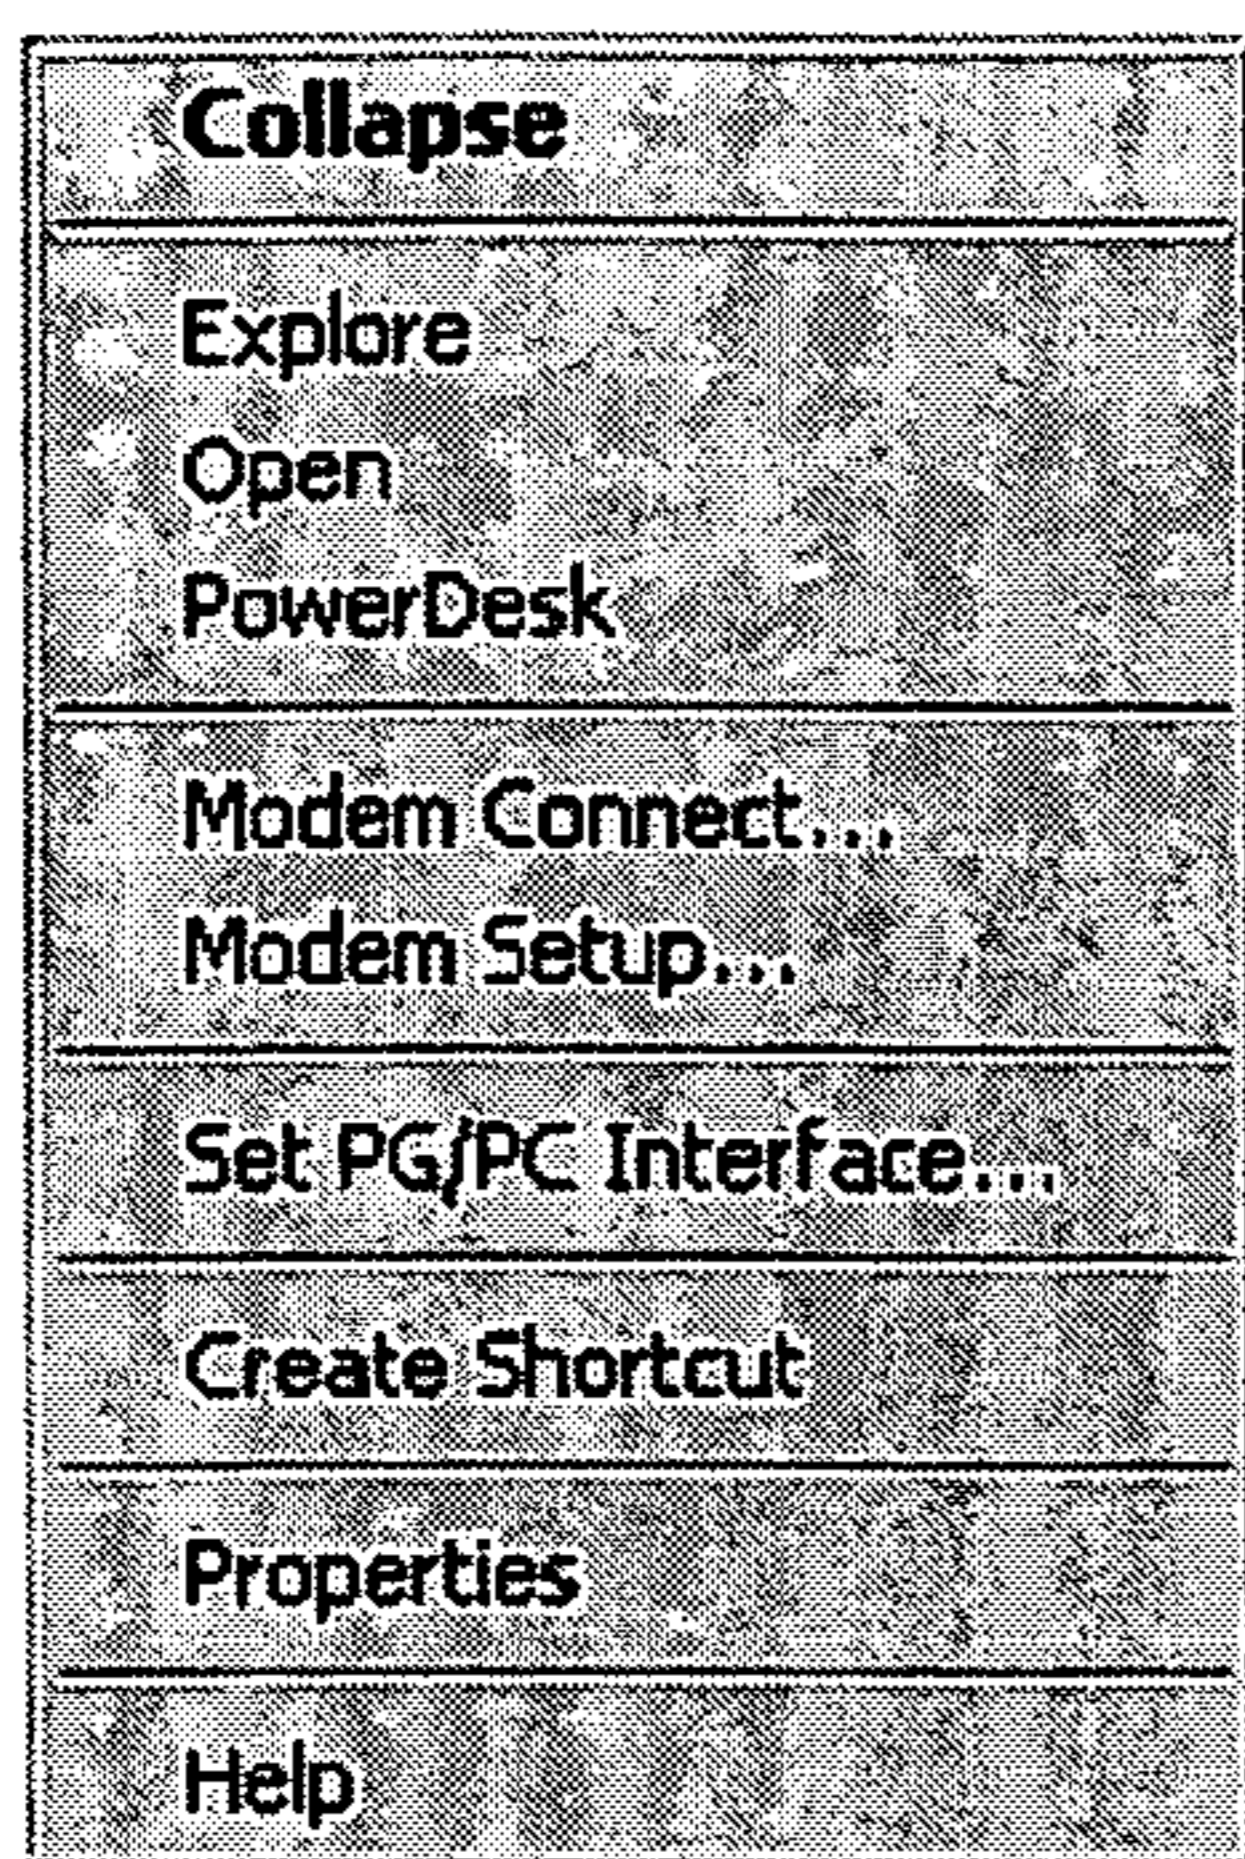 Collapse
Explore
Open
PowerDesk
Modem Connect...
Modem Setup...
Set PG/PC Interface...
Create Shortcut
Properties
Help